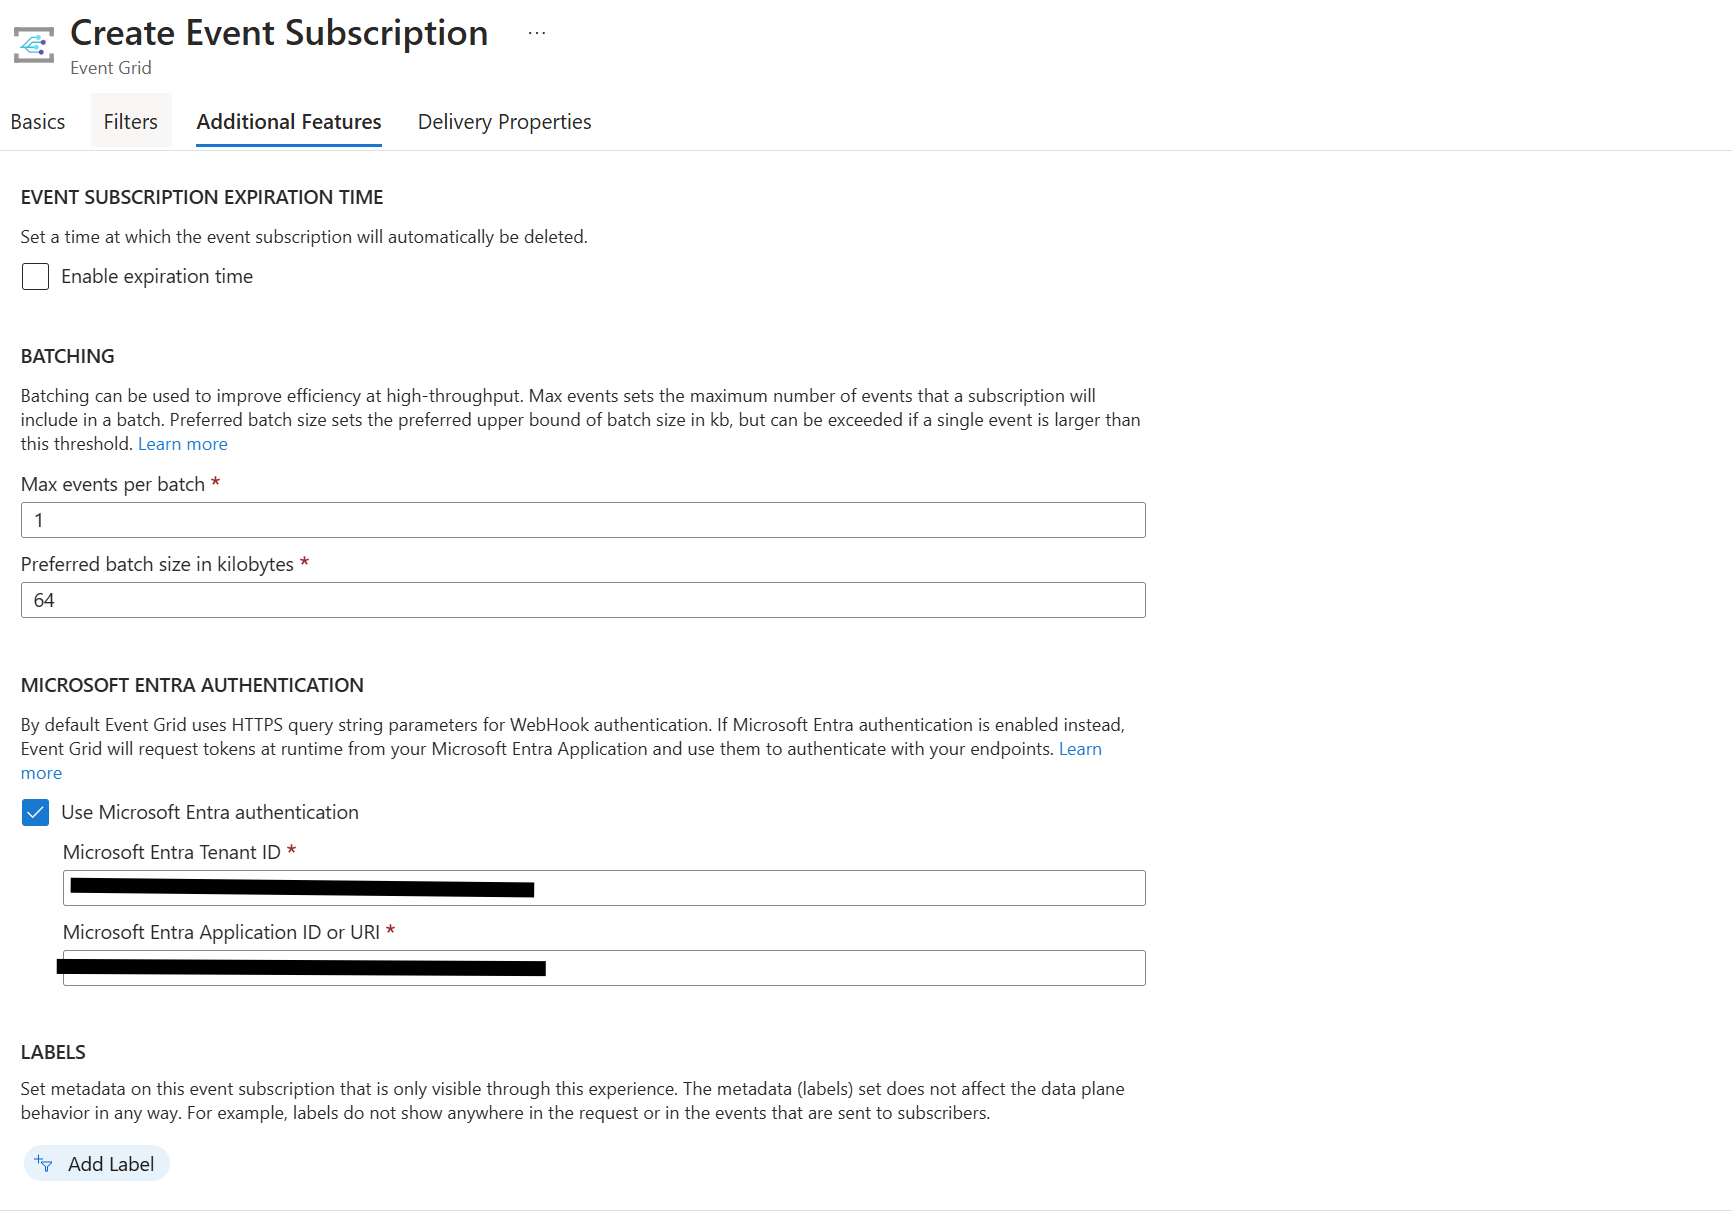 Create Event Subscription ...
Event Grid
Basics Filters Additional Features Delivery Properties
EVENT SUBSCRIPTION EXPIRATION TIME
Set a time at which the event subscription will automatically be deleted.
Enable expiration time
BATCHING
Batching can be used to improve efficiency at high-throughput. Max events sets the maximum number of events that a subscription will
include in a batch. Preferred batch size sets the preferred upper bound of batch size in kb, but can be exceeded if a single event is larger than
this threshold. Learn more
Max events per batch *
1
Preferred batch size in kilobytes *
64
MICROSOFT ENTRA AUTHENTICATION
By default Event Grid uses HTTPS query string parameters for WebHook authentication. If Microsoft Entra authentication is enabled instead,
Event Grid will request tokens at runtime from your Microsoft Entra Application and use them to authenticate with your endpoints. Learn
more
Use Microsoft Entra authentication
Microsoft Entra Tenant ID *
Microsoft Entra Application ID or URI *
LABELS
Set metadata on this event subscription that is only visible through this experience. The metadata (labels) set does not affect the data plane
behavior in any way. For example, labels do not show anywhere in the request or in the events that are sent to subscribers.
Add Label